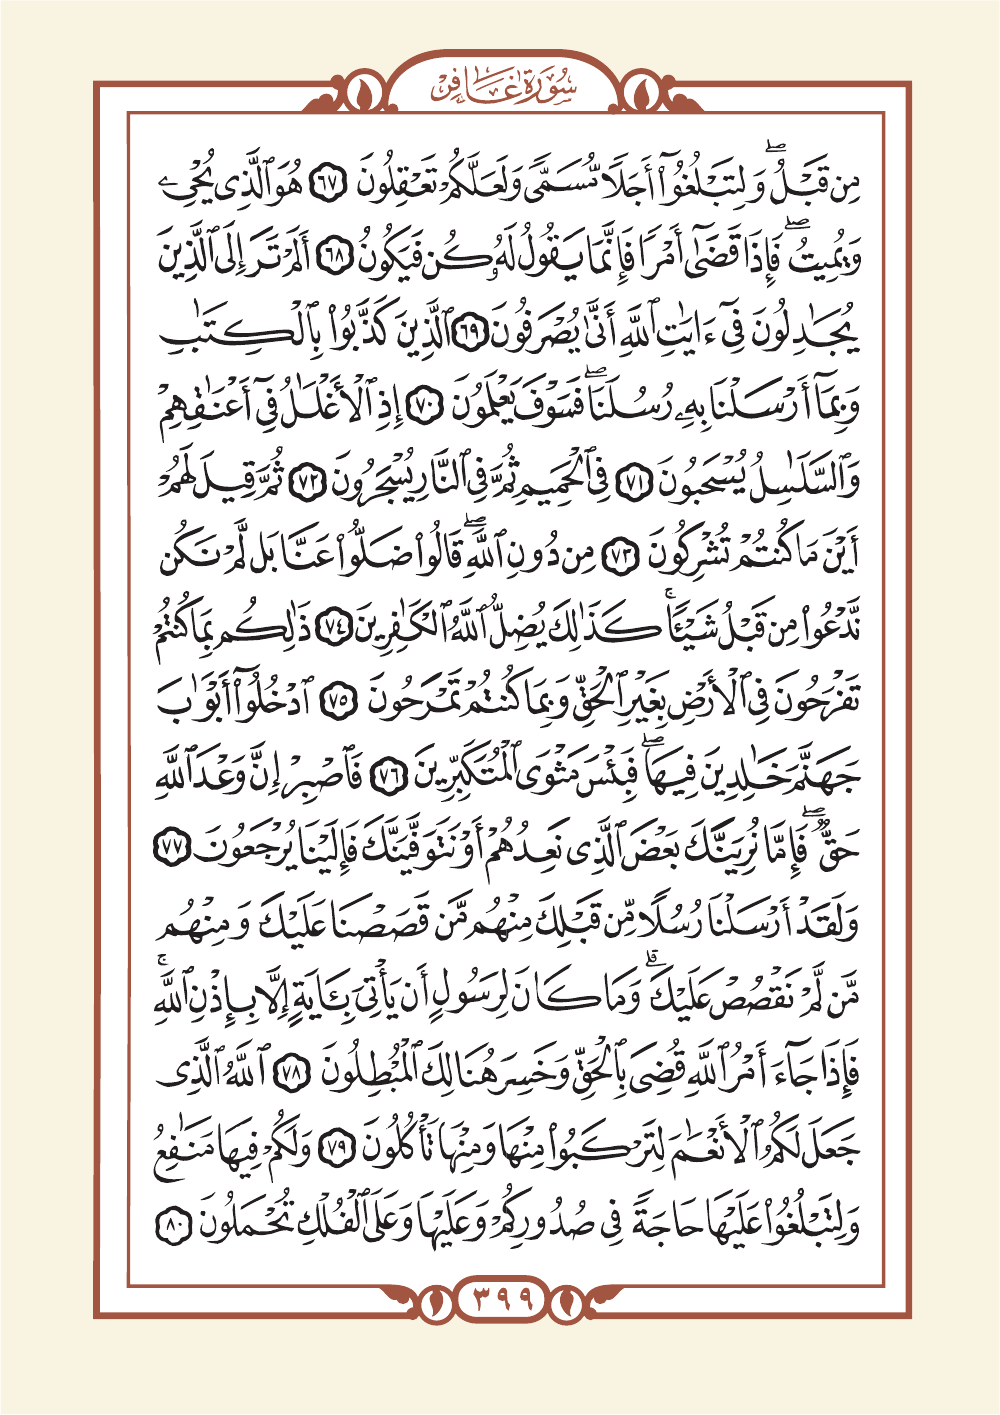 سُورَةُ غَافِرٍ
مِن قَبْلُۖ وَلِتَبْلُغُوٓا۟ أَجَلًا مُّسَمًّى وَلَعَلَّكُمْ تَعْقِلُونَ ٦٧ هُوَ ٱلَّذِى يُحْىِۦ
وَيُمِيتُۖ فَإِذَا قَضَىٰٓ أَمْرًا فَإِنَّمَا يَقُولُ لَهُۥ كُن فَيَكُونُ ٦٨ أَلَمْ تَرَ إِلَى ٱلَّذِينَ
يُجَٰدِلُونَ فِىٓ ءَايَٰتِ ٱللَّهِ أَنَّىٰ يُصْرَفُونَ ٦٩ ٱلَّذِينَ كَذَّبُوا۟ بِٱلْكِتَٰبِ
وَبِمَآ أَرْسَلْنَا بِهِۦ رُسُلَنَاۖ فَسَوْفَ يَعْلَمُونَ ٧٠ إِذِ ٱلْأَغْلَٰلُ فِىٓ أَعْنَٰقِهِمْ
وَٱلسَّلَٰسِلُ يُسْحَبُونَ ٧١ فِى ٱلْحَمِيمِ ثُمَّ فِى ٱلنَّارِ يُسْجَرُونَ ٧٢ ثُمَّ قِيلَ لَهُمْ
أَيْنَ مَا كُنتُمْ تُشْرِكُونَ ٧٣ مِن دُونِ ٱللَّهِۖ قَالُوا۟ ضَلُّوا۟ عَنَّا بَل لَّمْ نَكُن
نَّدْعُوا۟ مِن قَبْلُ شَيْـًٔاۚ كَذَٰلِكَ يُضِلُّ ٱللَّهُ ٱلْكَٰفِرِينَ ٧٤ ذَٰلِكُم بِمَا كُنتُمْ
تَفْرَحُونَ فِى ٱلْأَرْضِ بِغَيْرِ ٱلْحَقِّ وَبِمَا كُنتُمْ تَمْرَحُونَ ٧٥ ٱدْخُلُوٓا۟ أَبْوَٰبَ
جَهَنَّمَ خَٰلِدِينَ فِيهَاۖ فَبِئْسَ مَثْوَى ٱلْمُتَكَبِّرِينَ ٧٦ فَٱصْبِرْ إِنَّ وَعْدَ ٱللَّهِ
حَقٌّۖ فَإِمَّا نُرِيَنَّكَ بَعْضَ ٱلَّذِى نَعِدُهُمْ أَوْ نَتَوَفَّيَنَّكَ فَإِلَيْنَا يُرْجَعُونَ ٧٧
وَلَقَدْ أَرْسَلْنَا رُسُلًا مِّن قَبْلِكَ مِنْهُم مَّن قَصَصْنَا عَلَيْكَ وَمِنْهُم
مَّن لَّمْ نَقْصُصْ عَلَيْكَۗ وَمَا كَانَ لِرَسُولٍ أَن يَأْتِىَ بِـَٔايَةٍ إِلَّا بِإِذْنِ ٱللَّهِۚ
فَإِذَا جَآءَ أَمْرُ ٱللَّهِ قُضِىَ بِٱلْحَقِّ وَخَسِرَ هُنَالِكَ ٱلْمُبْطِلُونَ ٧٨ ٱللَّهُ ٱلَّذِى
جَعَلَ لَكُمُ ٱلْأَنْعَٰمَ لِتَرْكَبُوا۟ مِنْهَا وَمِنْهَا تَأْكُلُونَ ٧٩ وَلَكُمْ فِيهَا مَنَٰفِعُ
وَلِتَبْلُغُوا۟ عَلَيْهَا حَاجَةً فِى صُدُورِكُمْ وَعَلَيْهَا وَعَلَى ٱلْفُلْكِ تُحْمَلُونَ ٨٠
٣٩٩